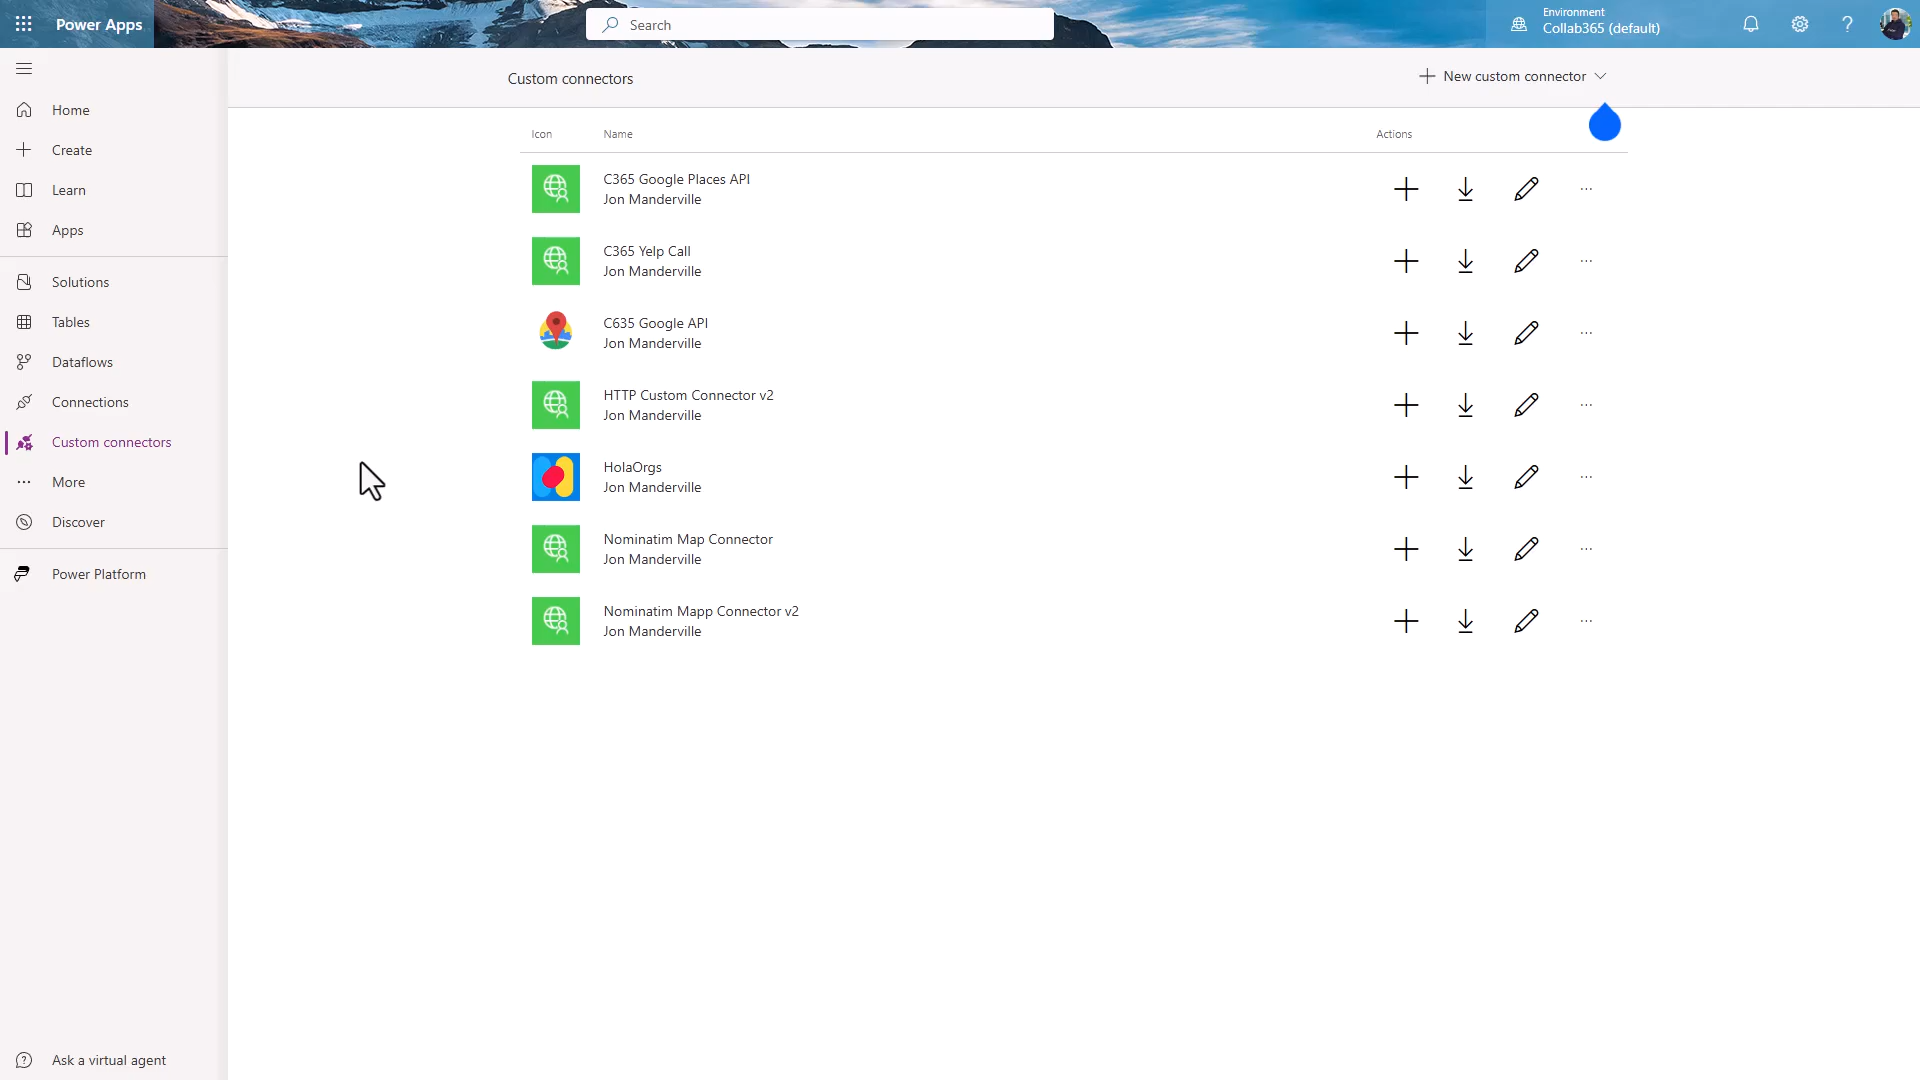 Power Apps
Search
Environment
Collab365 (default)
Home
Create
Learn
Apps
Solutions
Tables
Dataflows
Connections
Custom connectors
More
Discover
Power Platform
Ask a virtual agent
Custom connectors
New custom connector
Icon Name Actions
C365 Google Places API
Jon Manderville
C365 Yelp Call
Jon Manderville
C635 Google API
Jon Manderville
HTTP Custom Connector v2
Jon Manderville
HolaOrgs
Jon Manderville
Nominatim Map Connector
Jon Manderville
Nominatim Mapp Connector v2
Jon Manderville